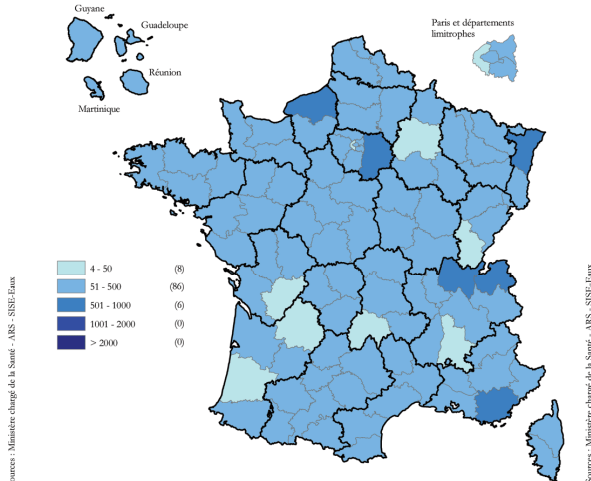 Guyane
Guadeloupe
Réunion
Martinique
Paris et départements
limitrophes
4 - 50 (8)
51 - 500 (86)
501 - 1000 (6)
1001 - 2000 (0)
> 2000 (0)
ources : Ministère chargé de la Santé - ARS - SISE-Eaux
Sources : Ministère chargé de la Santé - ARS - SISE-Eaux